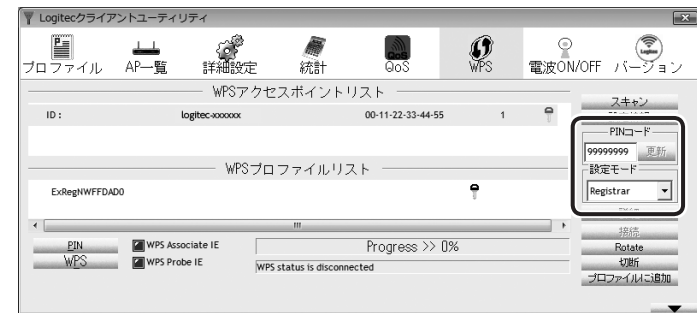 Logitecクライアントユーティリティ
プロファイル AP一覧 詳細設定 統計 QoS WPS 電波ON/OFF バージョン
WPSアクセスポイントリスト
ID : logitec-xxxxxx 00-11-22-33-44-55 1
スキャン
PINコード
99999999 更新
設定モード
Registrar
WPSプロファイルリスト
ExRegNWFFDAD0
PIN WPS Associate IE Progress >> 0%
WPS WPS Probe IE WPS status is disconnected
接続
Rotate
切断
プロファイルに追加